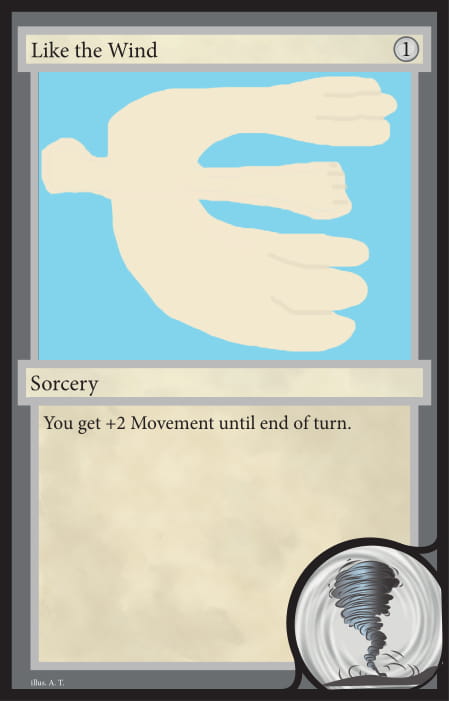 Like the Wind 1
Sorcery
You get +2 Movement until end of turn.
illus. A. T.